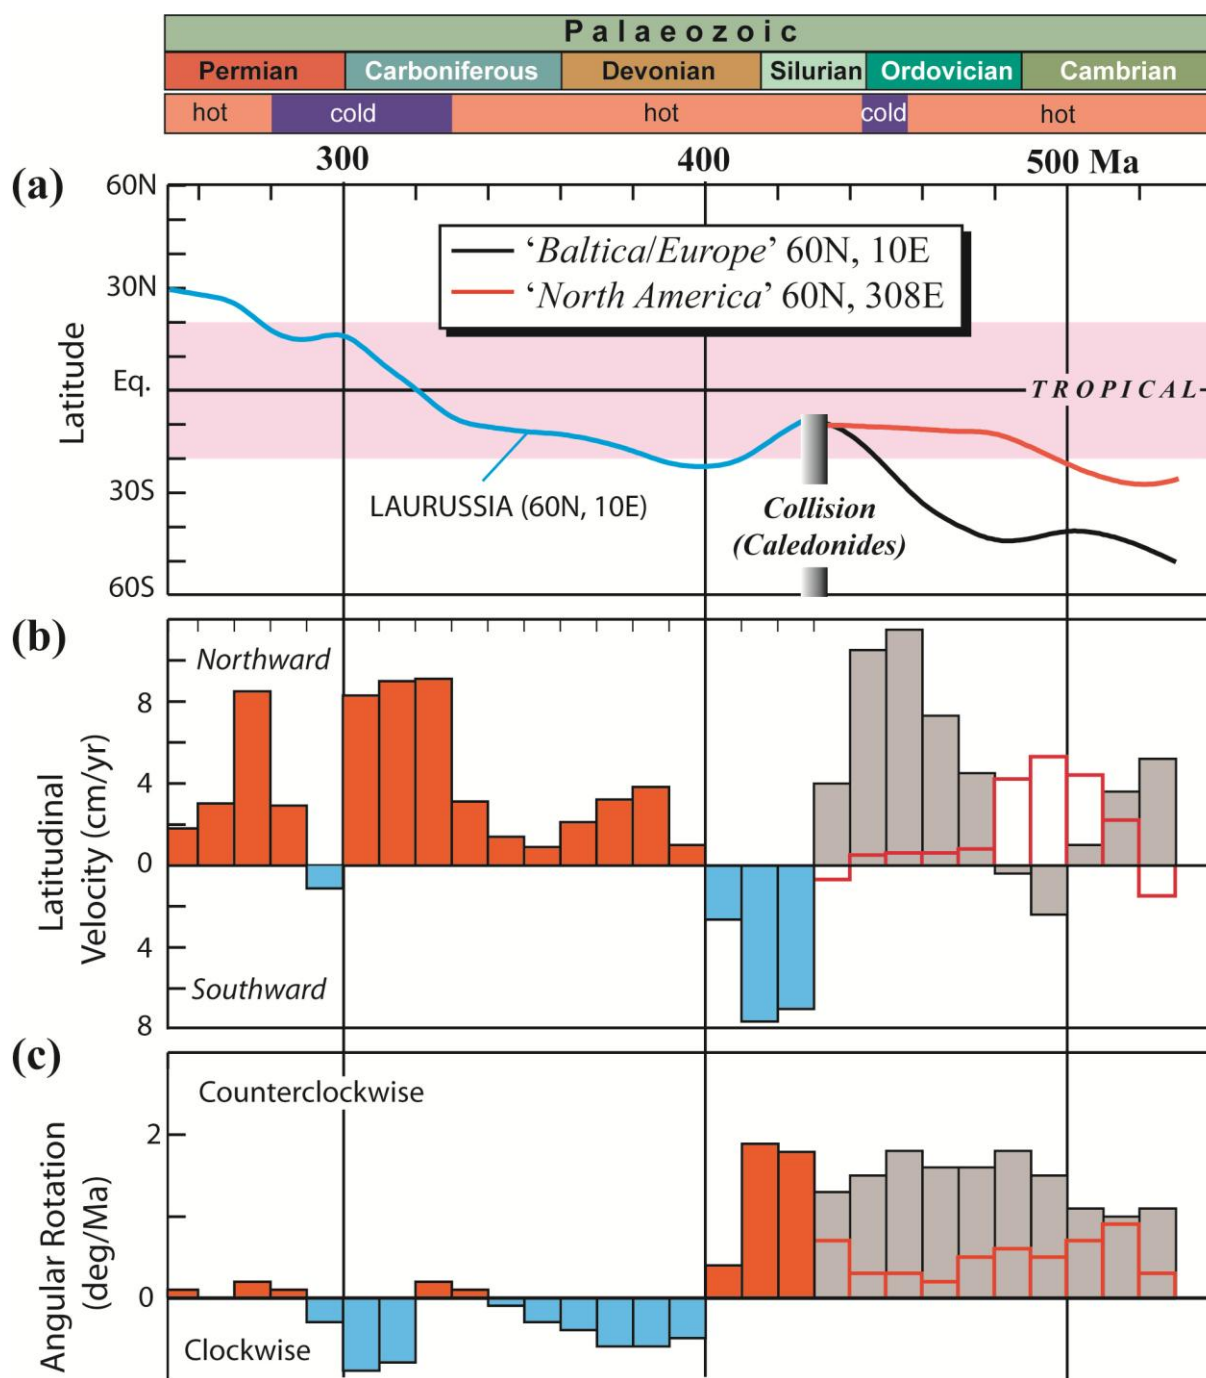 Palaeozoic
Permian Carboniferous Devonian Silurian Ordovician Cambrian
hot cold hot cold hot
300 400 500 Ma
(a)
60N
30N
Eq.
30S
60S
Latitude
'Baltica/Europe' 60N, 10E
'North America' 60N, 308E
TROPICAL
LAURUSSIA (60N, 10E)
Collision
(Caledonides)
(b)
Northward
8
4
0
4
8
Latitudinal
Velocity (cm/yr)
Southward
(c)
Counterclockwise
2
0
Angular Rotation
(deg/Ma)
Clockwise